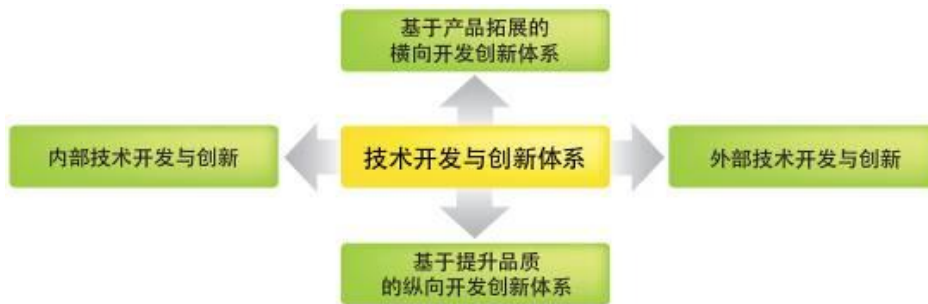 基于产品拓展的
横向开发创新体系
内部技术开发与创新
技术开发与创新体系
外部技术开发与创新
基于提升品质
的纵向开发创新体系